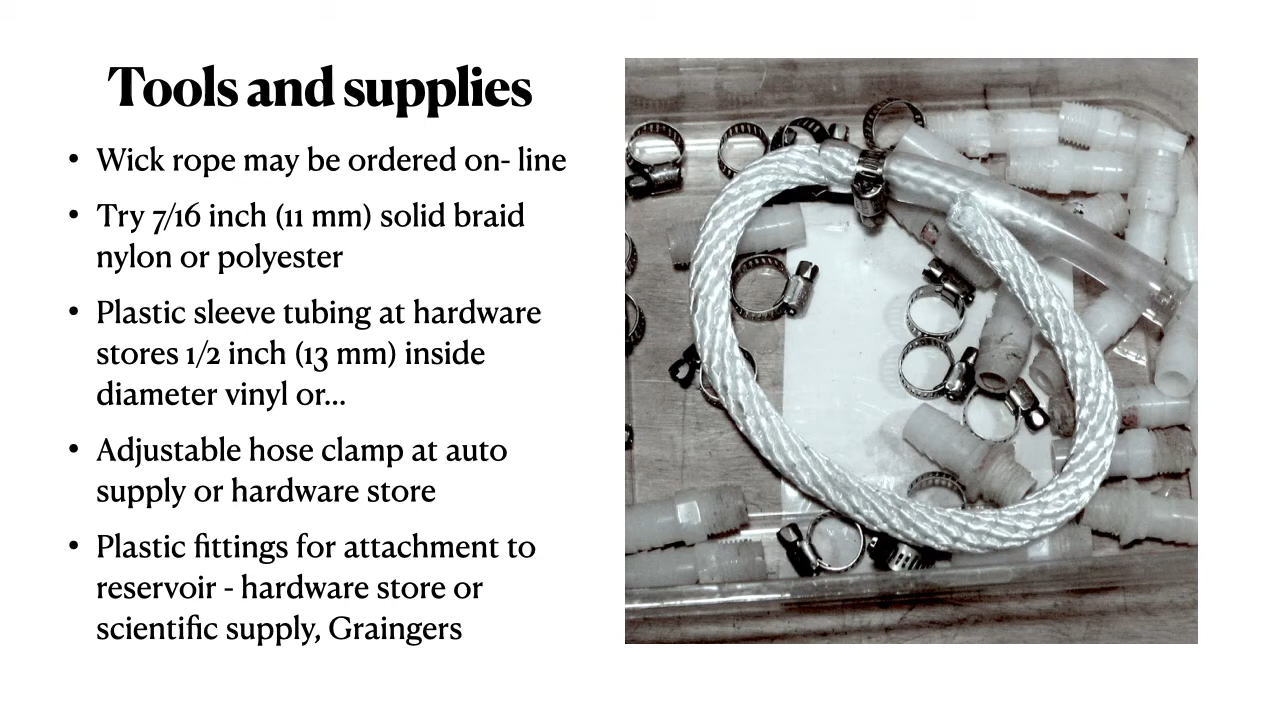 Tools and supplies
• Wick rope may be ordered on- line
• Try 7/16 inch (11 mm) solid braid
nylon or polyester
• Plastic sleeve tubing at hardware
stores 1/2 inch (13 mm) inside
diameter vinyl or...
• Adjustable hose clamp at auto
supply or hardware store
• Plastic fittings for attachment to
reservoir - hardware store or
scientific supply, Graingers